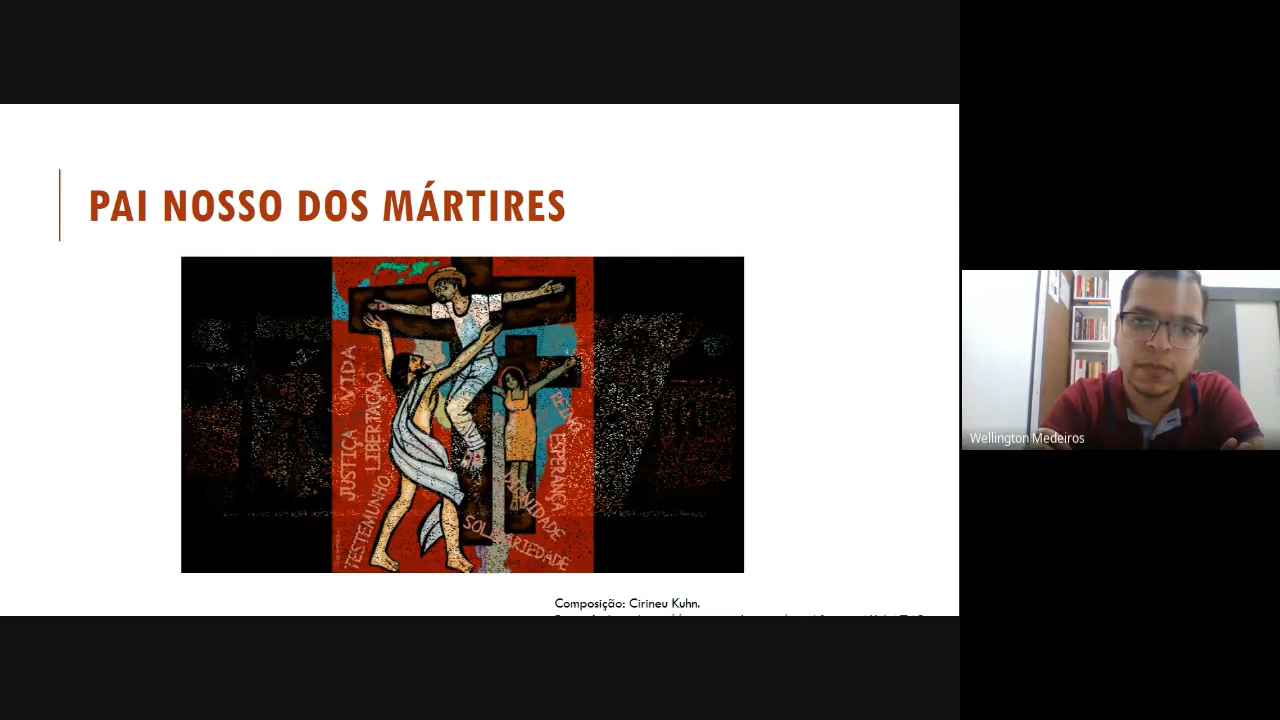 PAI NOSSO DOS MÁRTIRES
VIDA
JUSTIÇA
LIBERTAÇÃO
TESTEMUNHO
REINO
ESPERANÇA
DIGNIDADE
SOLIDARIEDADE
Composição: Cirineu Kuhn.
Wellington Medeiros